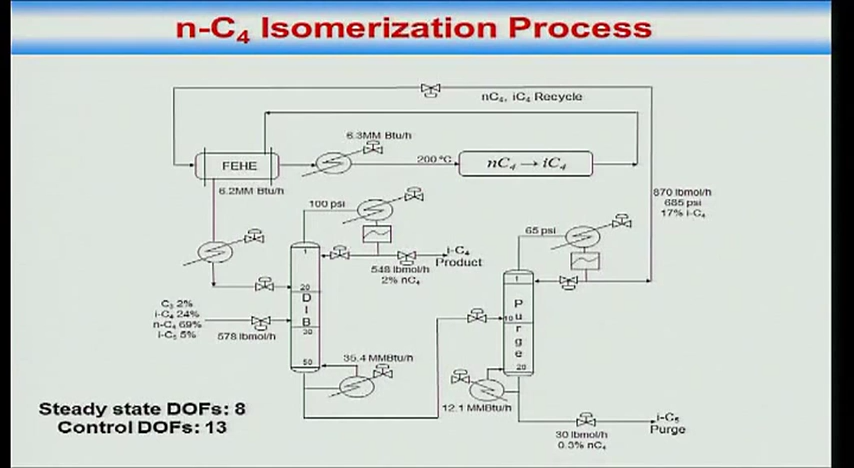 n-C4 Isomerization Process
nC4, iC4 Recycle
6.3MM Btu/h
FEHE
200 °C
nC4 → iC4
6.2MM Btu/h
870 lbmol/h
685 psi
17% i-C4
100 psi
65 psi
i-C4
Product
548 lbmol/h
2% nC4
1
20
DIB
30
50
1
10
Purge
20
C3 2%
i-C4 24%
n-C4 69%
i-C5 5%
578 lbmol/h
35.4 MMBtu/h
12.1 MMBtu/h
i-C5
Purge
30 lbmol/h
0.3% nC4
Steady state DOFs: 8
Control DOFs: 13